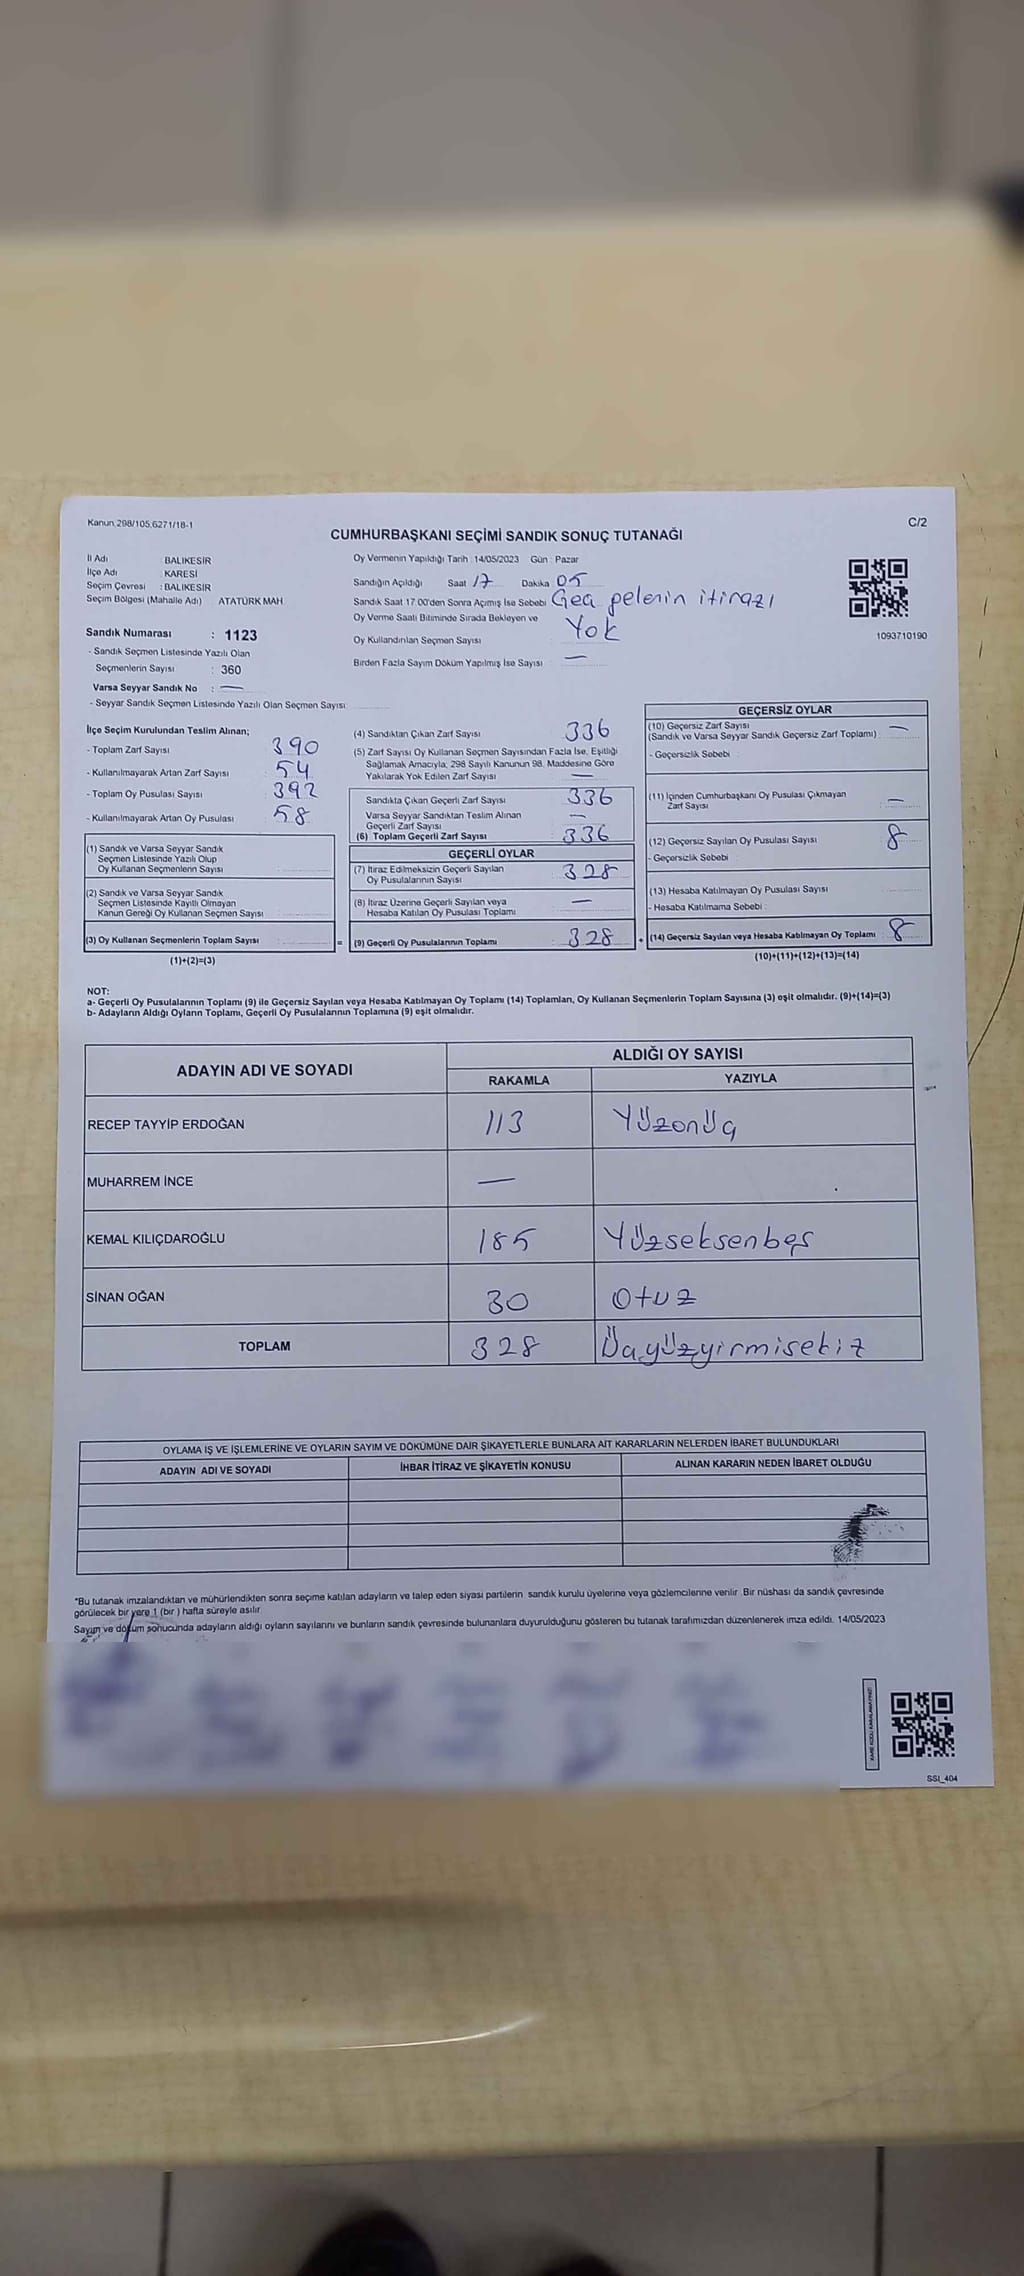 Kanun 298/105,6271/18-1
C/2
CUMHURBAŞKANI SEÇİMİ SANDIK SONUÇ TUTANAĞI
İl Adı : BALIKESİR
İlçe Adı : KARESİ
Seçim Çevresi : BALIKESİR
Seçim Bölgesi (Mahalle Adı) ATATÜRK MAH
Sandık Numarası : 1123
- Sandık Seçmen Listesinde Yazılı Olan
Seçmenlerin Sayısı : 360
Varsa Seyyar Sandık No : —
- Seyyar Sandık Seçmen Listesinde Yazılı Olan Seçmen Sayısı
Oy Vermenin Yapıldığı Tarih : 14/05/2023 Gün : Pazar
Sandığın Açıldığı Saat 17 Dakika 05
Sandık Saat 17:00'den Sonra Açımış İse Sebebi Geç gelenin itirazı
Oy Verme Saati Bitiminde Sırada Bekleyen ve
Oy Kullandırılan Seçmen Sayısı Yok
Birden Fazla Sayım Döküm Yapılmış İse Sayısı —
1093710190
İlçe Seçim Kurulundan Teslim Alınan;
- Toplam Zarf Sayısı 390
- Kullanılmayarak Artan Zarf Sayısı 54
- Toplam Oy Pusulası Sayısı 392
- Kullanılmayarak Artan Oy Pusulası 58
(1) Sandık ve Varsa Seyyar Sandık
Seçmen Listesinde Yazılı Olup
Oy Kullanan Seçmenlerin Sayısı
(2) Sandık ve Varsa Seyyar Sandık
Seçmen Listesinde Kayıtlı Olmayan
Kanun Gereği Oy Kullanan Seçmen Sayısı
(3) Oy Kullanan Seçmenlerin Toplam Sayısı
(1)+(2)=(3)
(4) Sandıktan Çıkan Zarf Sayısı 336
(5) Zarf Sayısı Oy Kullanan Seçmen Sayısından Fazla İse, Eşitliği
Sağlamak Amacıyla; 298 Sayılı Kanunun 98. Maddesine Göre
Yakılarak Yok Edilen Zarf Sayısı —
Sandıkta Çıkan Geçerli Zarf Sayısı 336
Varsa Seyyar Sandıktan Teslim Alınan
Geçerli Zarf Sayısı —
(6) Toplam Geçerli Zarf Sayısı 336
GEÇERLİ OYLAR
(7) İtiraz Edilmeksizin Geçerli Sayılan
Oy Pusulalarının Sayısı 328
(8) İtiraz Üzerine Geçerli Sayılan veya
Hesaba Katılan Oy Pusulası Toplamı —
= (9) Geçerli Oy Pusulalarının Toplamı 328
GEÇERSİZ OYLAR
(10) Geçersiz Zarf Sayısı
(Sandık ve Varsa Seyyar Sandık Geçersiz Zarf Toplamı) —
- Geçersizlik Sebebi
(11) İçinden Cumhurbaşkanı Oy Pusulası Çıkmayan
Zarf Sayısı —
(12) Geçersiz Sayılan Oy Pusulası Sayısı 8
- Geçersizlik Sebebi
(13) Hesaba Katılmayan Oy Pusulası Sayısı
- Hesaba Katılmama Sebebi
+ (14) Geçersiz Sayılan veya Hesaba Katılmayan Oy Toplamı 8
(10)+(11)+(12)+(13)=(14)
NOT:
a- Geçerli Oy Pusulalarının Toplamı (9) ile Geçersiz Sayılan veya Hesaba Katılmayan Oy Toplamı (14) Toplamları, Oy Kullanan Seçmenlerin Toplam Sayısına (3) eşit olmalıdır. (9)+(14)=(3)
b- Adayların Aldığı Oyların Toplamı, Geçerli Oy Pusulalarının Toplamına (9) eşit olmalıdır.
ADAYIN ADI VE SOYADI
ALDIĞI OY SAYISI
RAKAMLA YAZIYLA
RECEP TAYYİP ERDOĞAN 113 Yüzonüç
MUHARREM İNCE —
KEMAL KILIÇDAROĞLU 185 Yüzseksenbeş
SİNAN OĞAN 30 Otuz
TOPLAM 328 Üçyüzyirmisekiz
OYLAMA İŞ VE İŞLEMLERİNE VE OYLARIN SAYIM VE DÖKÜMÜNE DAİR ŞİKAYETLERLE BUNLARA AİT KARARLARIN NELERDEN İBARET BULUNDUKLARI
ADAYIN ADI VE SOYADI İHBAR İTİRAZ VE ŞİKAYETİN KONUSU ALINAN KARARIN NEDEN İBARET OLDUĞU
*Bu tutanak imzalandıktan ve mühürlendikten sonra seçime katılan adayların ve talep eden siyasi partilerin sandık kurulu üyelerine veya gözlemcilerine verilir. Bir nüshası da sandık çevresinde
görülecek bir yere 1 (bir) hafta süreyle asılır.
Sayım ve döküm sonucunda adayların aldığı oyların sayılarını ve bunların sandık çevresinde bulunanlara duyurulduğunu gösteren bu tutanak tarafımızdan düzenlenerek imza edildi. 14/05/2023
SSI_404